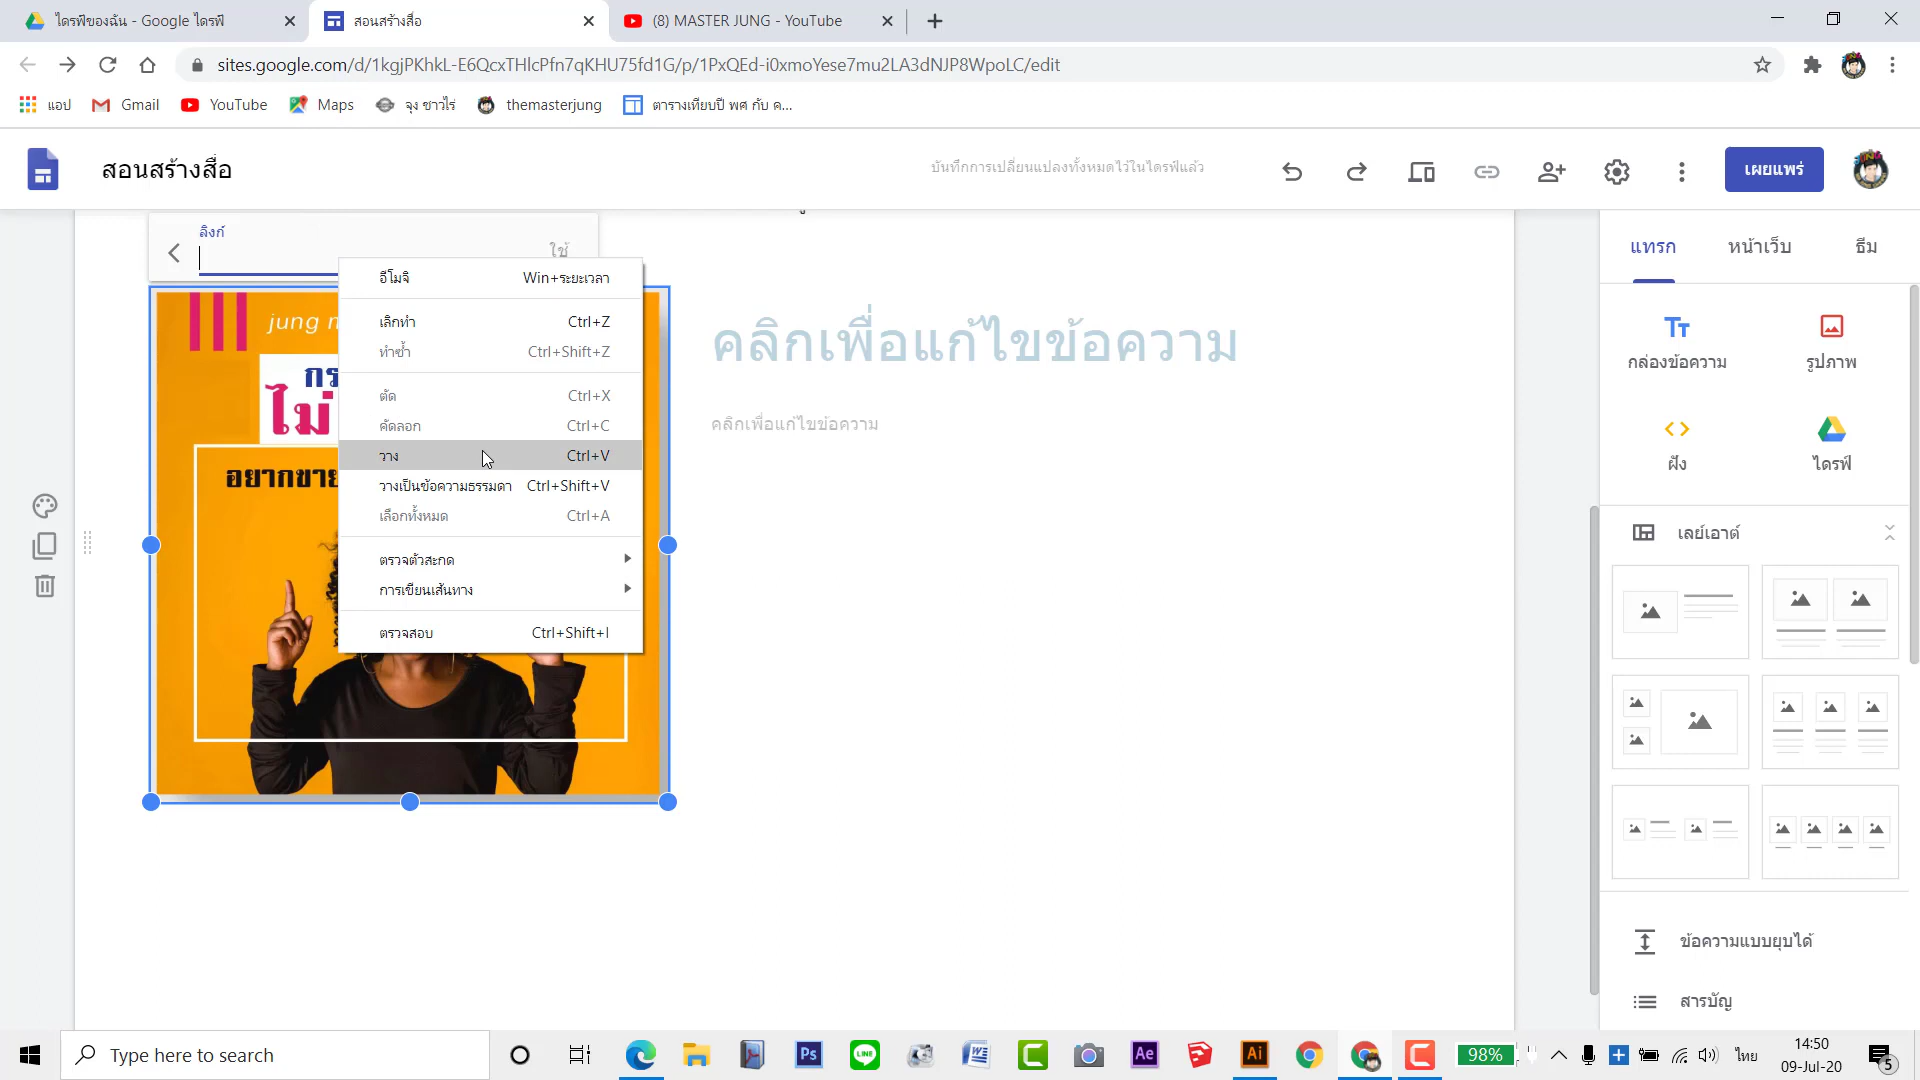 ไดรฟ์ของฉัน - Google ไดรฟ์
สอนสร้างสื่อ
(8) MASTER JUNG - YouTube
sites.google.com/d/1kgjPKhkL-E6QcxTHlcPfn7qKHU75fd1G/p/1PxQEd-i0xmoYese7mu2LA3dNJP8WpoLC/edit
แอป
Gmail
YouTube
Maps
จุง ชาวไร่
themasterjung
ตารางเทียบปี พศ กับ ค...
สอนสร้างสื่อ
บันทึกการเปลี่ยนแปลงทั้งหมดไว้ในไดรฟ์แล้ว
เผยแพร่
ลิงก์
ใช้
แทรก
หน้าเว็บ
ธีม
อีโมจิ Win+ระยะเวลา
เลิกทำ Ctrl+Z
ทำซ้ำ Ctrl+Shift+Z
ตัด Ctrl+X
คัดลอก Ctrl+C
วาง Ctrl+V
วางเป็นข้อความธรรมดา Ctrl+Shift+V
เลือกทั้งหมด Ctrl+A
ตรวจตัวสะกด
การเขียนเส้นทาง
ตรวจสอบ Ctrl+Shift+I
jung
ไม่
อยากขาย
คลิกเพื่อแก้ไขข้อความ
คลิกเพื่อแก้ไขข้อความ
กล่องข้อความ
รูปภาพ
ฝัง
ไดรฟ์
เลย์เอาต์
ข้อความแบบยุบได้
สารบัญ
Type here to search
98%
ไทย
14:50
09-Jul-20
5